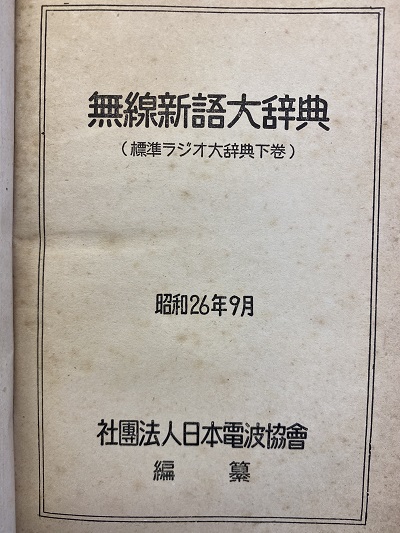 無線新語大辞典
(標準ラジオ大辞典下巻)
昭和26年9月
社團法人日本電波協會
編纂